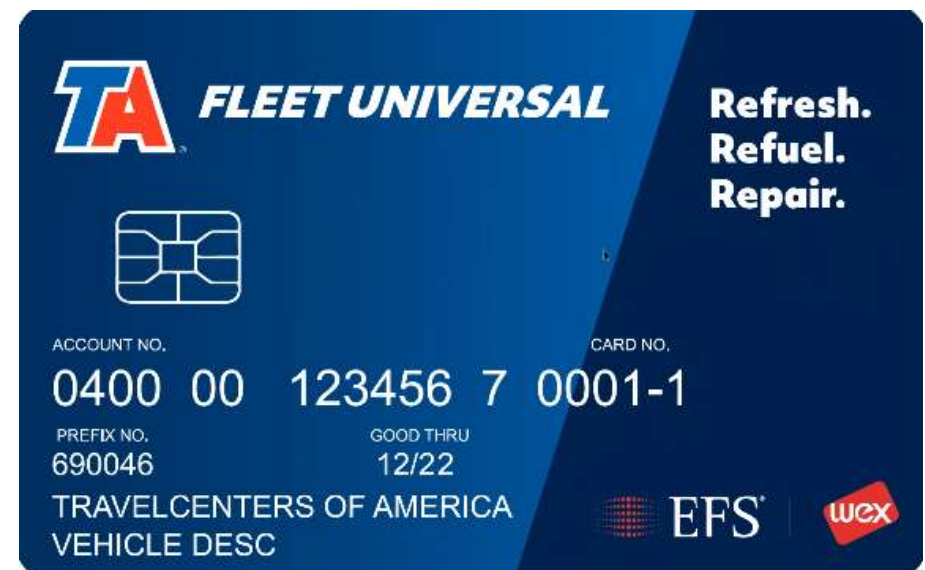 TA FLEET UNIVERSAL
Refresh.
Refuel.
Repair.
ACCOUNT NO. CARD NO.
0400 00 123456 7 0001-1
PREFIX NO. GOOD THRU
690046 12/22
TRAVELCENTERS OF AMERICA
VEHICLE DESC
EFS wex